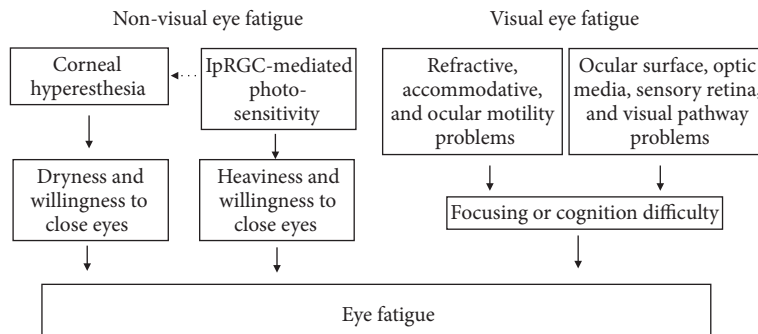 Non-visual eye fatigue
Visual eye fatigue
Corneal
hyperesthesia
IpRGC-mediated
photo-
sensitivity
Refractive,
accommodative,
and ocular motility
problems
Ocular surface, optic
media, sensory retina,
and visual pathway
problems
Dryness and
willingness to
close eyes
Heaviness and
willingness to
close eyes
Focusing or cognition difficulty
Eye fatigue